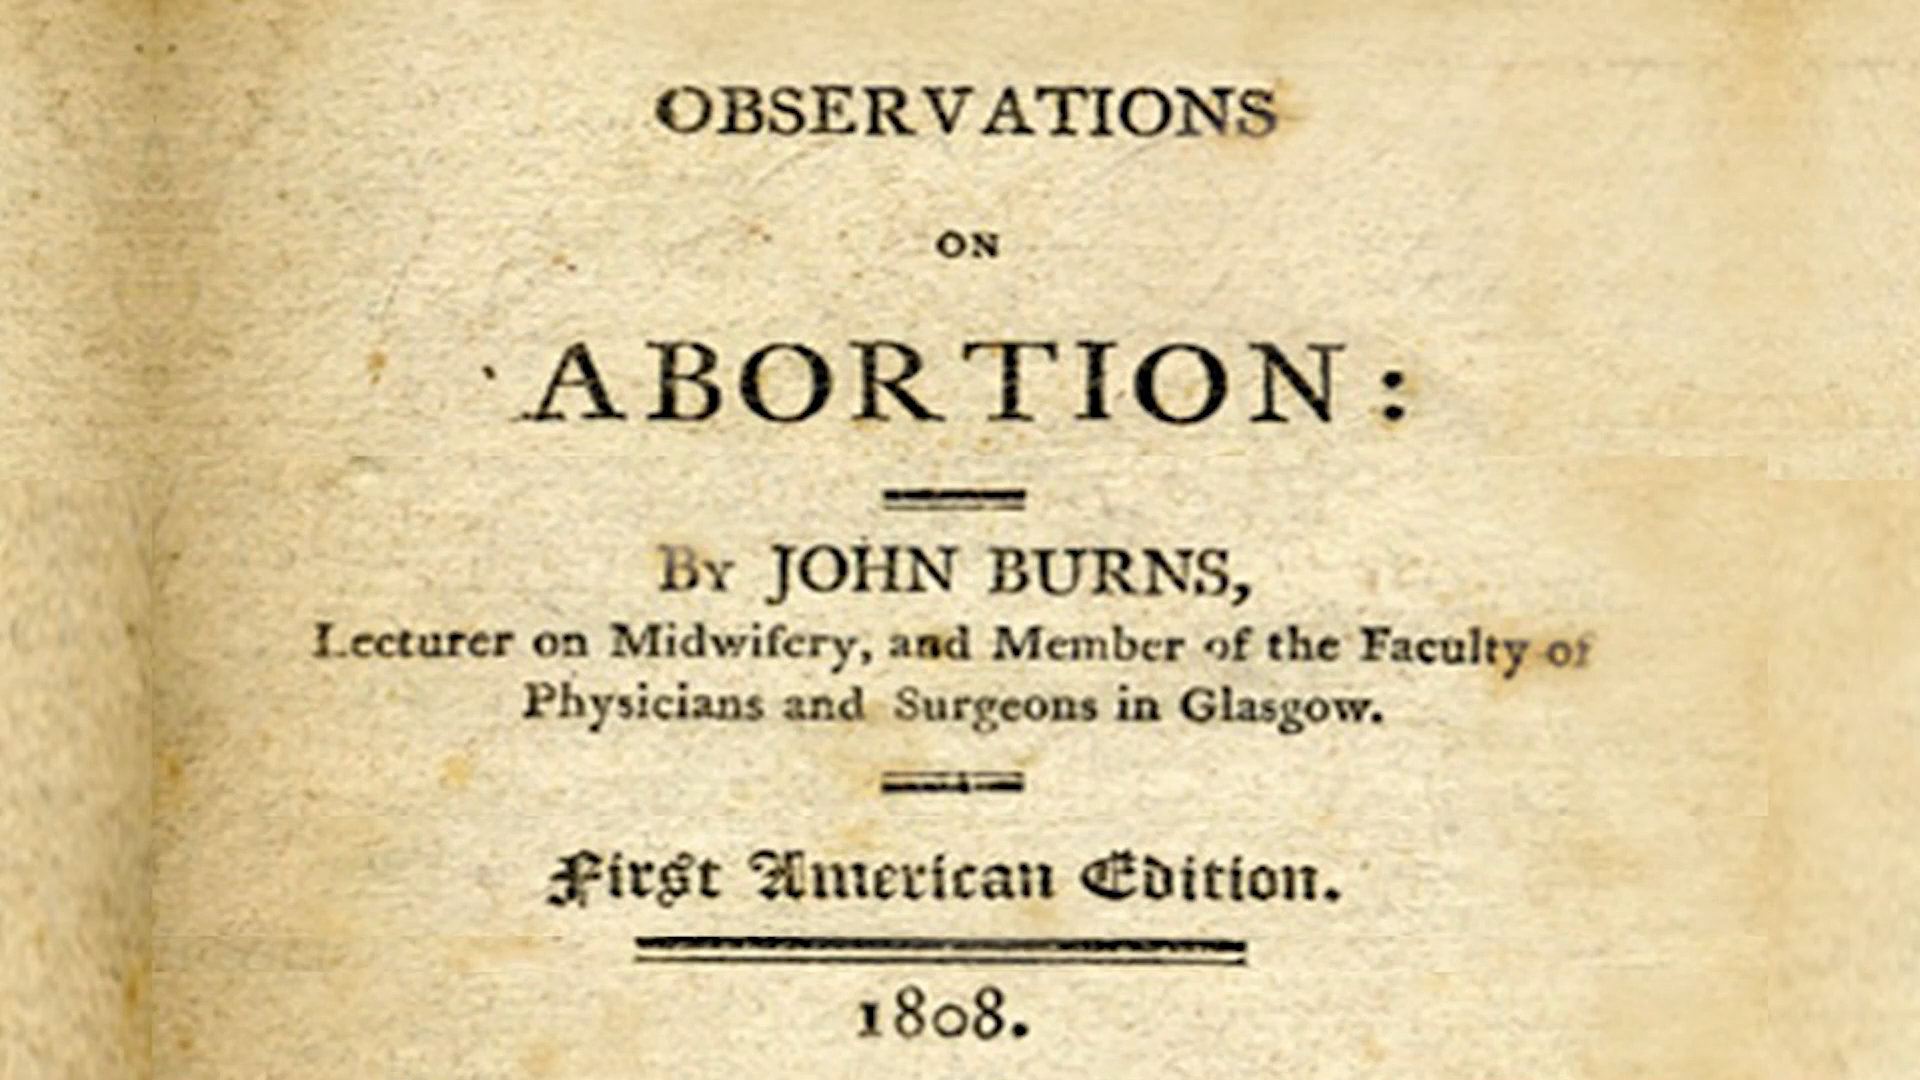 OBSERVATIONS
ON
ABORTION:
By JOHN BURNS,
Lecturer on Midwifery, and Member of the Faculty of
Physicians and Surgeons in Glasgow.
First American Edition.
1808.